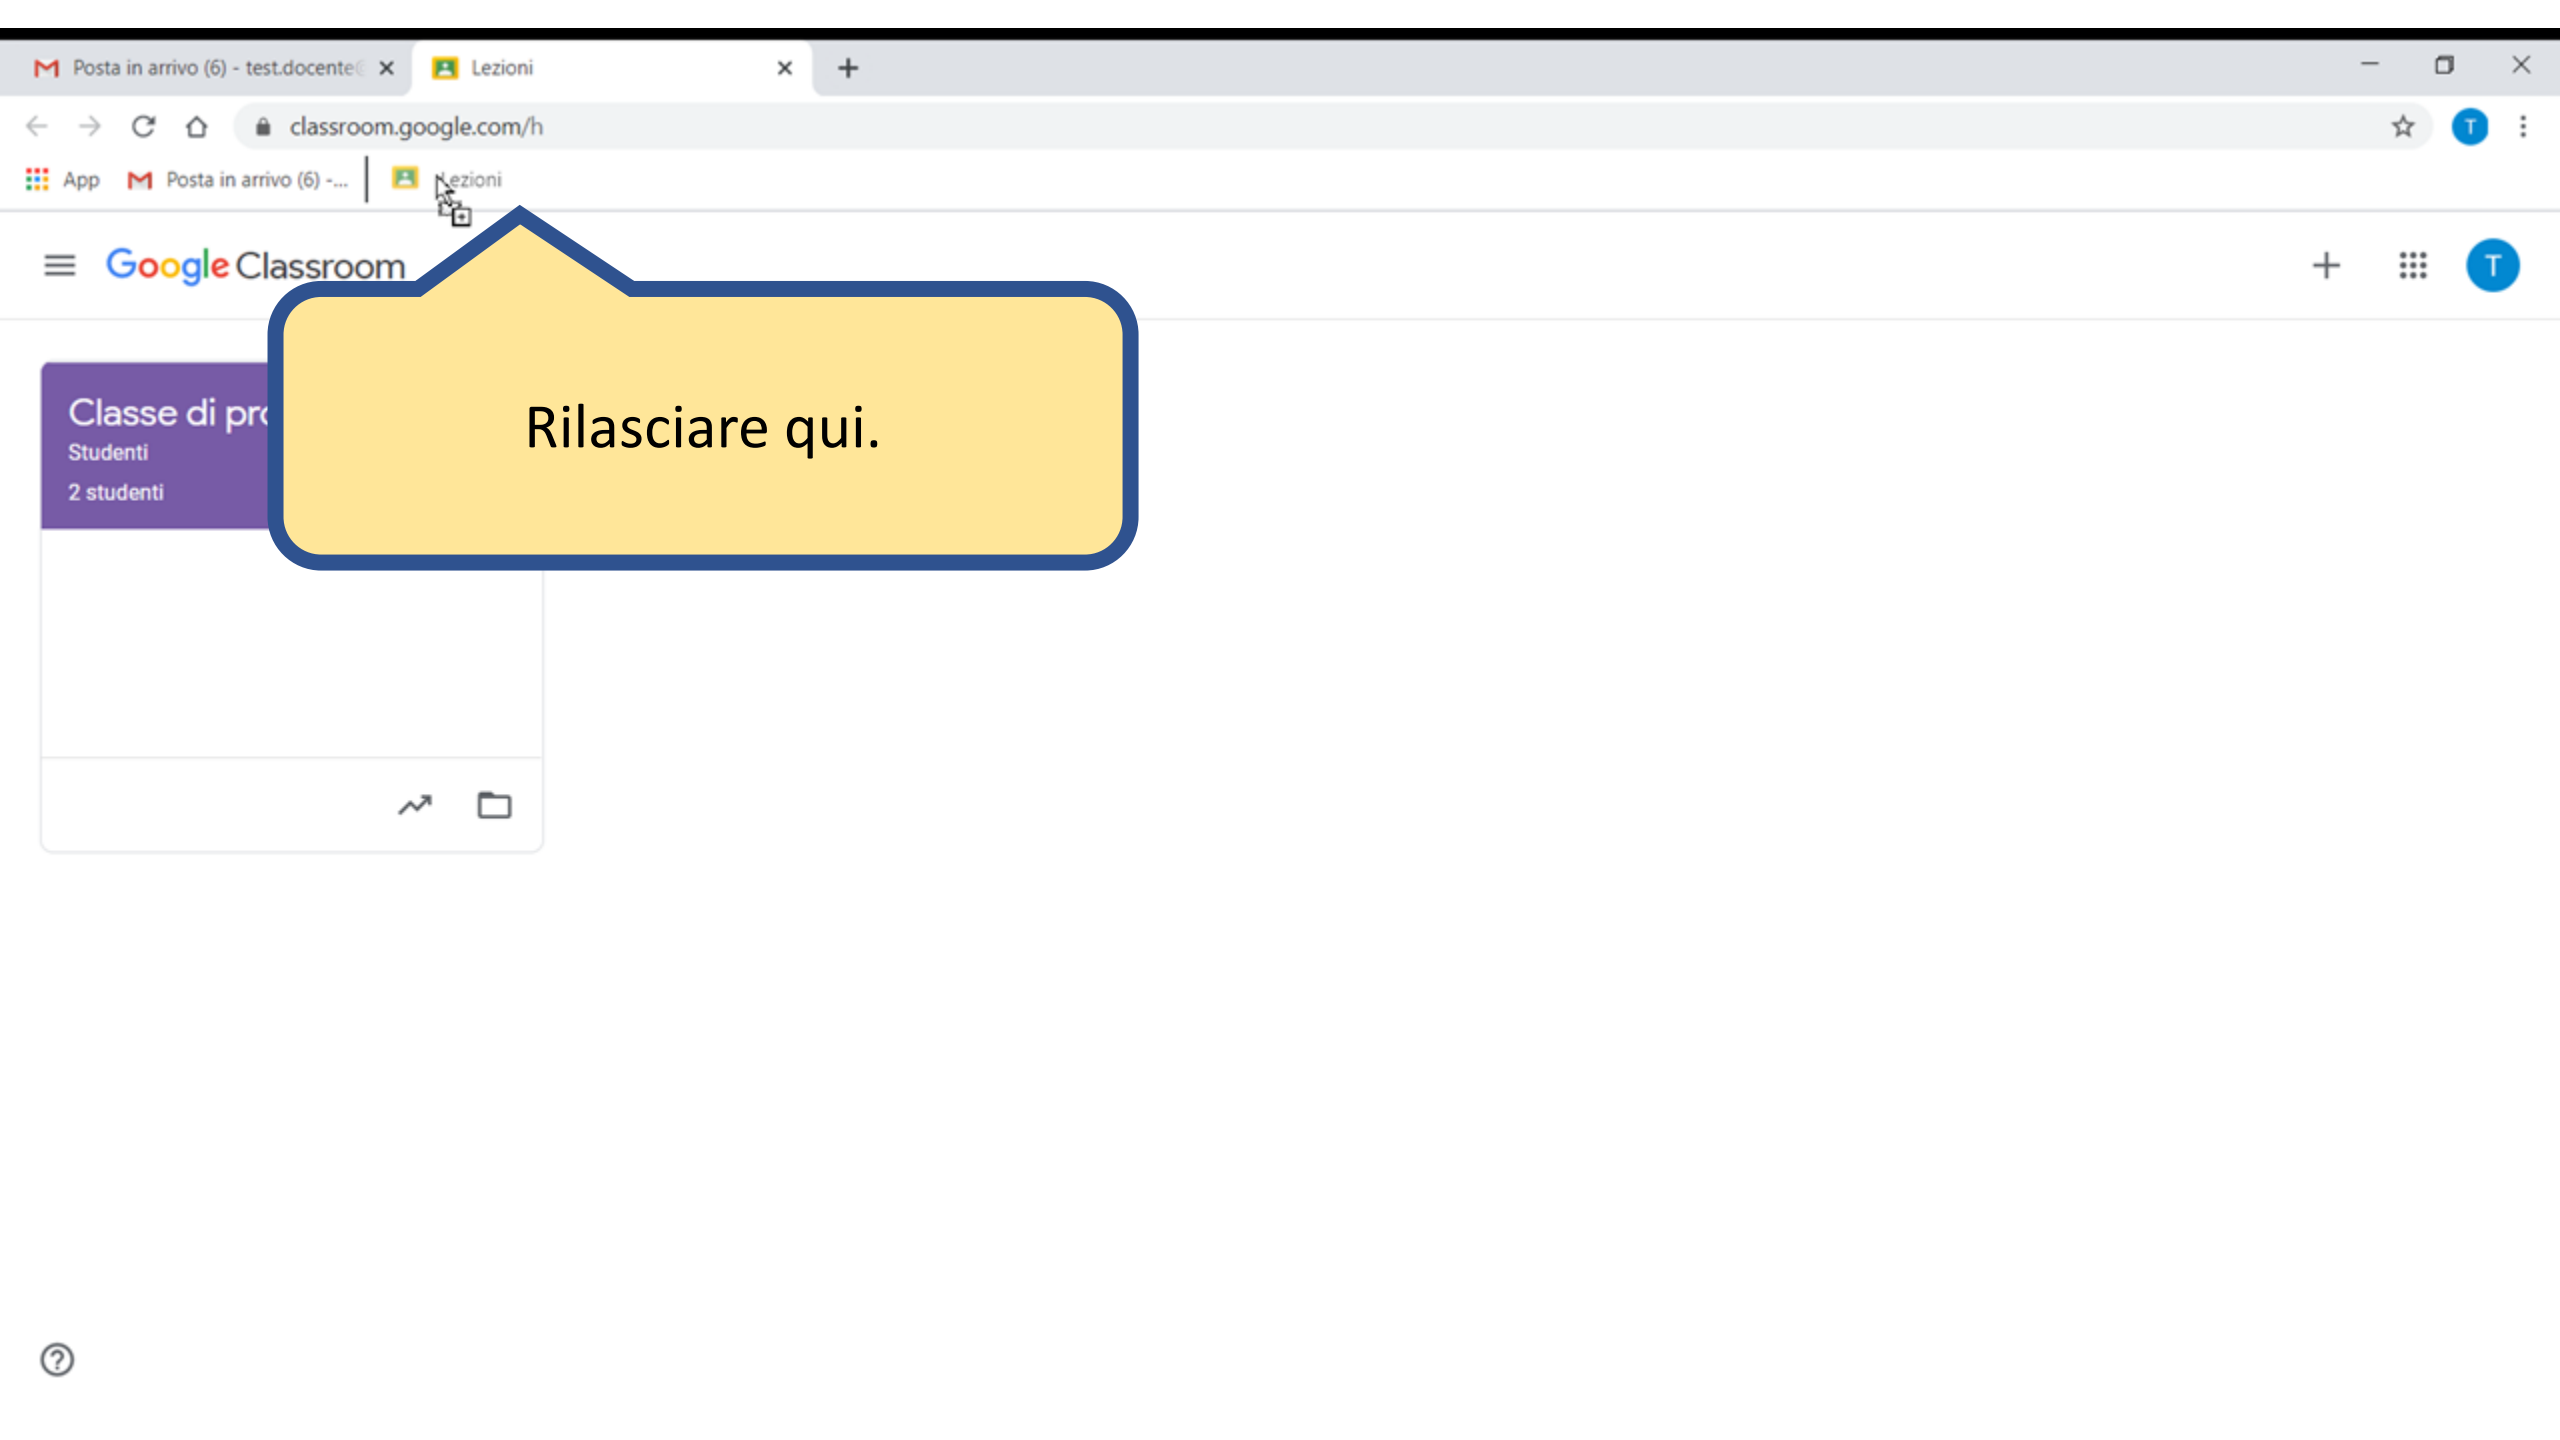 Posta in arrivo (6) - test.docente
Lezioni
classroom.google.com/h
App
Posta in arrivo (6) -...
Lezioni
Google Classroom
T
T
Classe di pro
Studenti
2 studenti
Rilasciare qui.